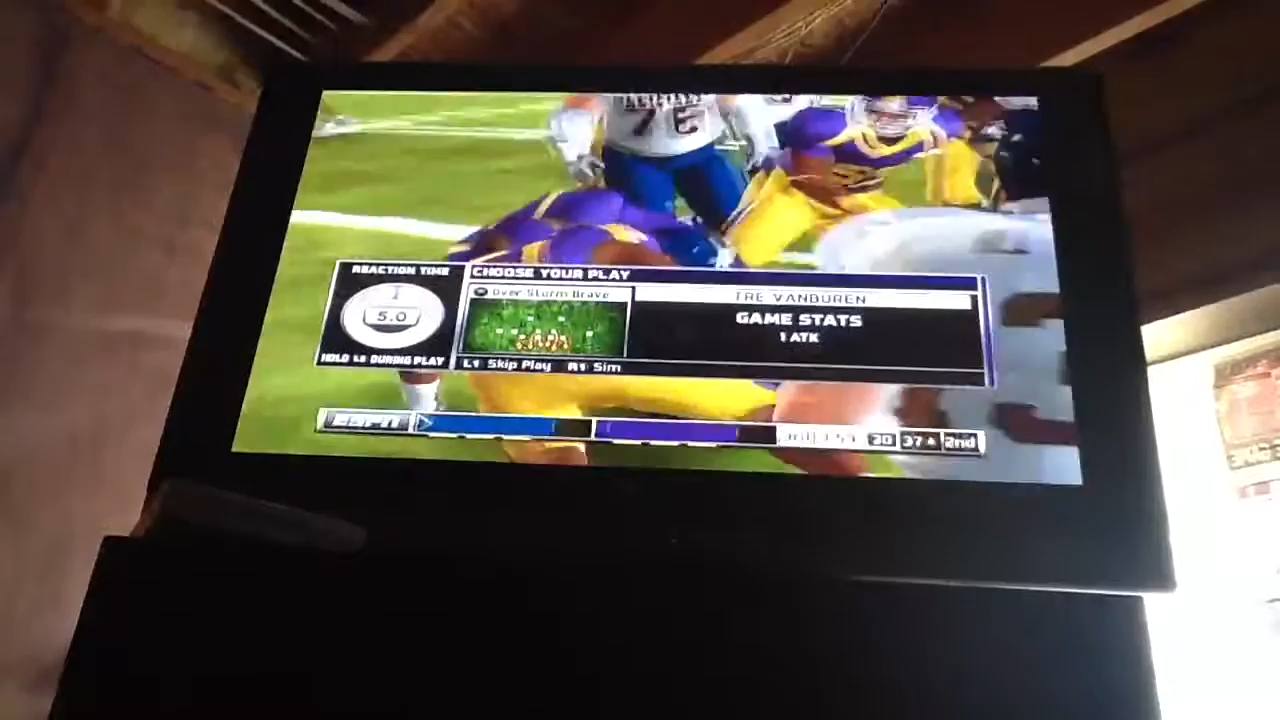 76
REACTION TIME
5.0
HOLD L2 DURING PLAY
CHOOSE YOUR PLAY
Over Storm Brave
L1 Skip Play R1 Sim
TRE VANBUREN
GAME STATS
1 ATK
ESPN
30 37 2nd